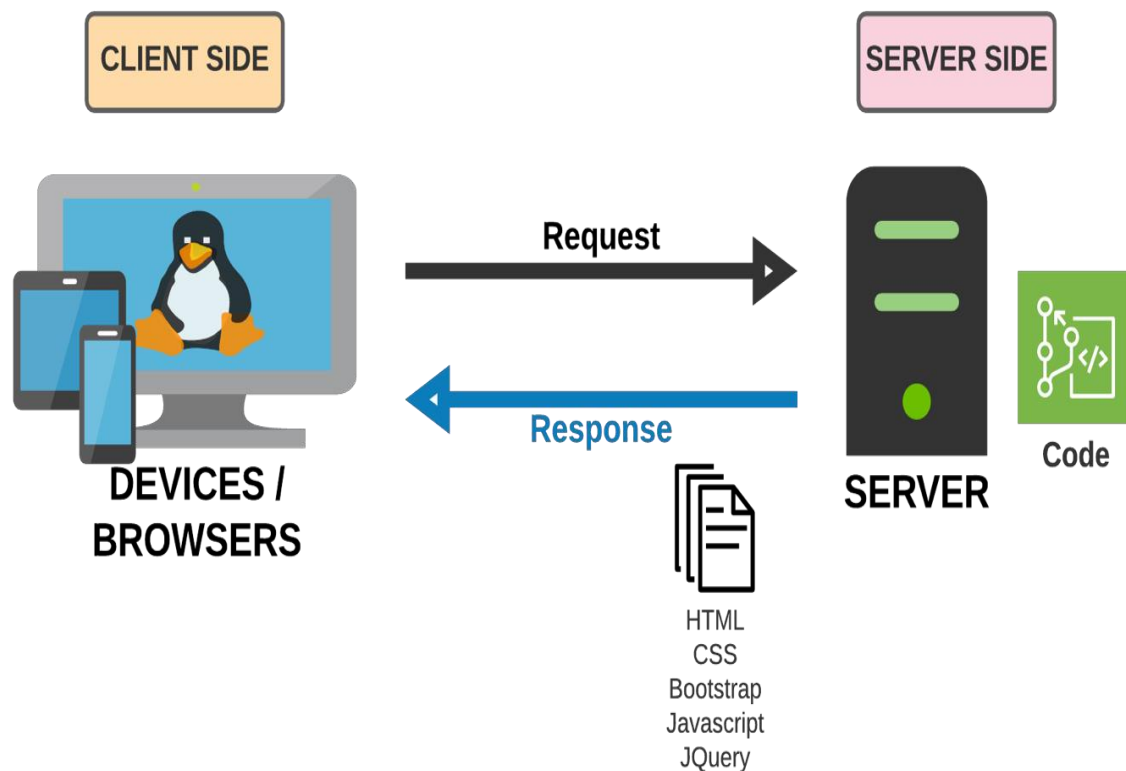 CLIENT SIDE
SERVER SIDE
Request
Response
</>
Code
DEVICES /
BROWSERS
SERVER
HTML
CSS
Bootstrap
Javascript
JQuery